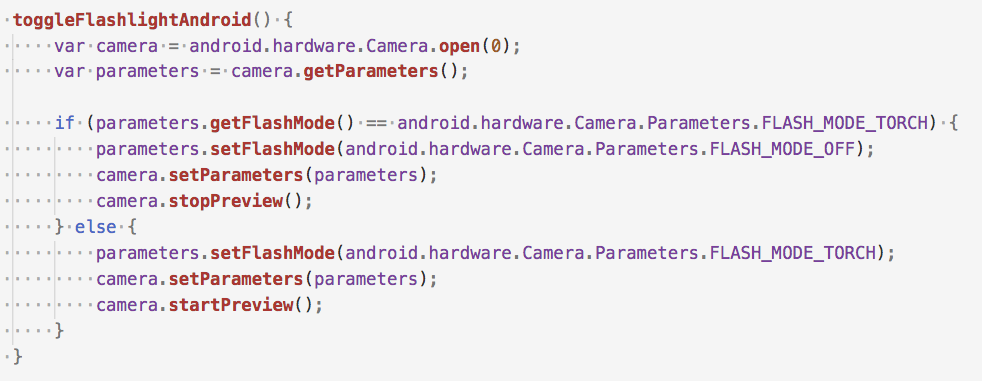 toggleFlashlightAndroid() {
    var camera = android.hardware.Camera.open(0);
    var parameters = camera.getParameters();

    if (parameters.getFlashMode() == android.hardware.Camera.Parameters.FLASH_MODE_TORCH) {
        parameters.setFlashMode(android.hardware.Camera.Parameters.FLASH_MODE_OFF);
        camera.setParameters(parameters);
        camera.stopPreview();
    } else {
        parameters.setFlashMode(android.hardware.Camera.Parameters.FLASH_MODE_TORCH);
        camera.setParameters(parameters);
        camera.startPreview();
    }
}